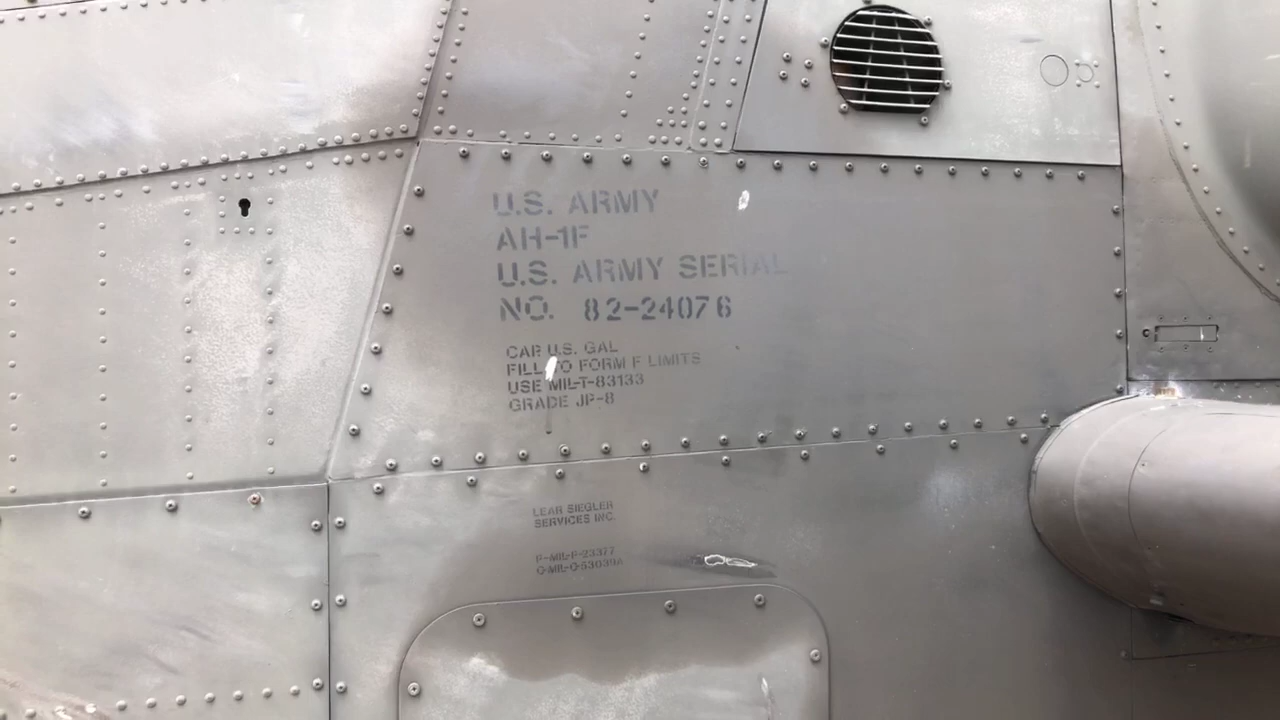 U.S. ARMY
AH-1F
U.S. ARMY SERIAL
NO. 82-24076
CAP U.S. GAL
FILL TO FORM F LIMITS
USE MIL-T-83133
GRADE JP-8
LEAR SIEGLER
SERVICES INC.
F-MIL-P-23377
C-MIL-C-53039A